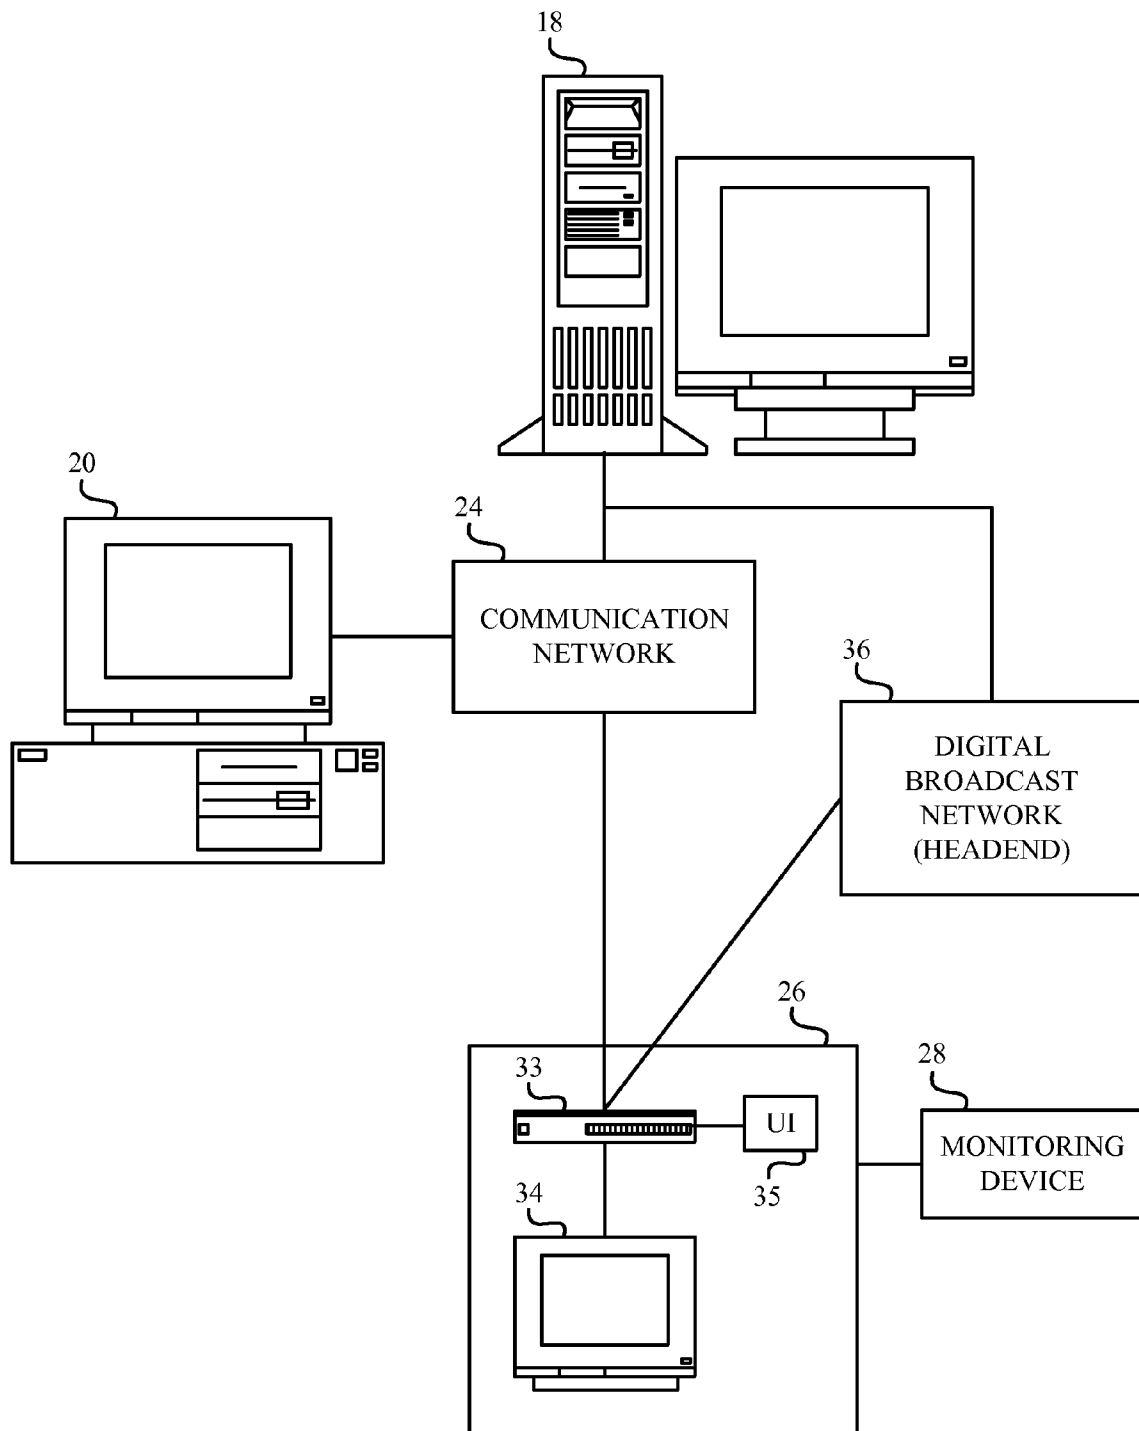 18
20
24
COMMUNICATION
NETWORK
36
DIGITAL
BROADCAST
NETWORK
(HEADEND)
26
33
UI
35
28
MONITORING
DEVICE
34